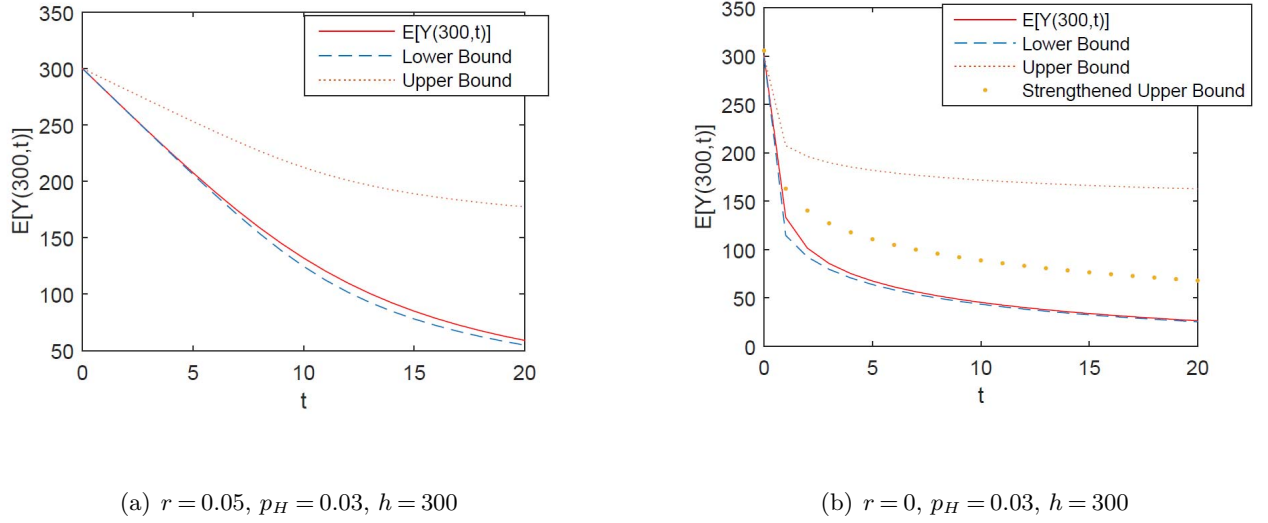 350
300
250
200
150
100
50
0
5
10
15
20
t
E[Y(300,t)]
E[Y(300,t)]
Lower Bound
Upper Bound
(a) r = 0.05, p_H = 0.03, h = 300
350
300
250
200
150
100
50
0
0
5
10
15
20
t
E[Y(300,t)]
E[Y(300,t)]
Lower Bound
Upper Bound
Strengthened Upper Bound
(b) r = 0, p_H = 0.03, h = 300